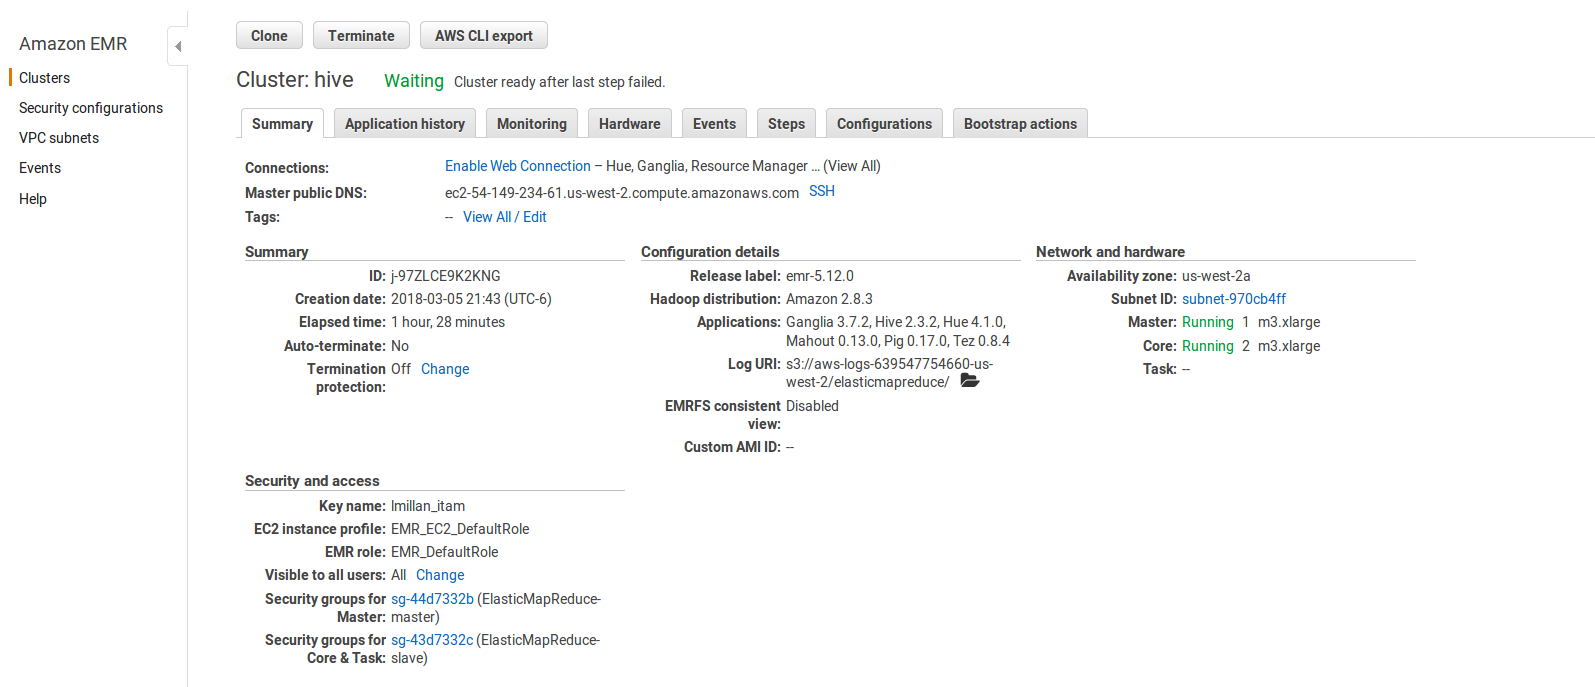 Amazon EMR
Clusters
Security configurations
VPC subnets
Events
Help
Clone Terminate AWS CLI export
Cluster: hive Waiting Cluster ready after last step failed.
Summary Application history Monitoring Hardware Events Steps Configurations Bootstrap actions
Connections: Enable Web Connection – Hue, Ganglia, Resource Manager ... (View All)
Master public DNS: ec2-54-149-234-61.us-west-2.compute.amazonaws.com SSH
Tags: -- View All / Edit
Summary
ID: j-97ZLCE9K2KNG
Creation date: 2018-03-05 21:43 (UTC-6)
Elapsed time: 1 hour, 28 minutes
Auto-terminate: No
Termination Off Change
protection:
Configuration details
Release label: emr-5.12.0
Hadoop distribution: Amazon 2.8.3
Applications: Ganglia 3.7.2, Hive 2.3.2, Hue 4.1.0,
Mahout 0.13.0, Pig 0.17.0, Tez 0.8.4
Log URI: s3://aws-logs-639547754660-us-
west-2/elasticmapreduce/
EMRFS consistent Disabled
view:
Custom AMI ID: --
Network and hardware
Availability zone: us-west-2a
Subnet ID: subnet-970cb4ff
Master: Running 1 m3.xlarge
Core: Running 2 m3.xlarge
Task: --
Security and access
Key name: lmillan_itam
EC2 instance profile: EMR_EC2_DefaultRole
EMR role: EMR_DefaultRole
Visible to all users: All Change
Security groups for sg-44d7332b (ElasticMapReduce-
Master: master)
Security groups for sg-43d7332c (ElasticMapReduce-
Core & Task: slave)